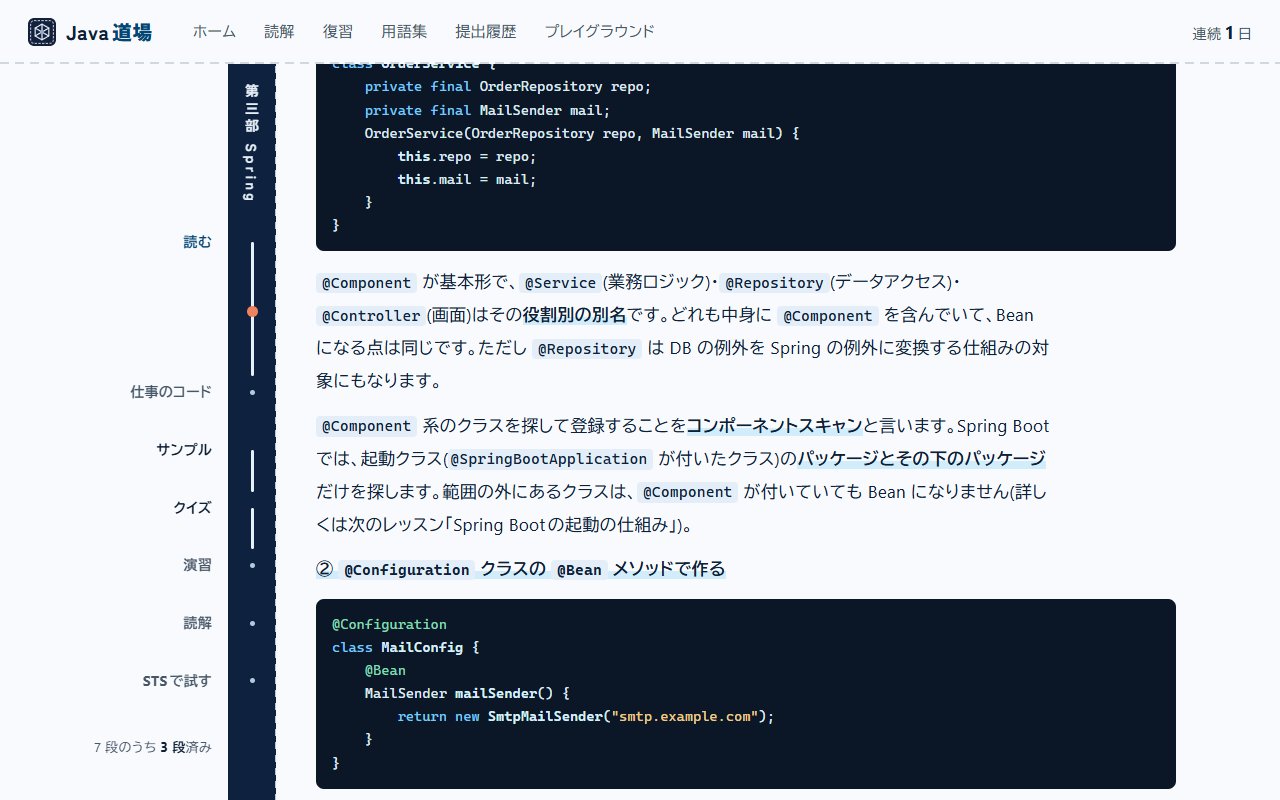 Java道場
ホーム 読解 復習 用語集 提出履歴 プレイグラウンド
連続 1 日
第三部 Spring
読む
仕事のコード
サンプル
クイズ
演習
読解
STSで試す
7 段のうち 3 段済み
class OrderService {
    private final OrderRepository repo;
    private final MailSender mail;
    OrderService(OrderRepository repo, MailSender mail) {
        this.repo = repo;
        this.mail = mail;
    }
}
@Component が基本形で、@Service(業務ロジック)・@Repository(データアクセス)・
@Controller(画面)はその役割別の別名です。どれも中身に @Component を含んでいて、Bean
になる点は同じです。ただし @Repository は DB の例外を Spring の例外に変換する仕組みの対
象にもなります。
@Component 系のクラスを探して登録することをコンポーネントスキャンと言います。Spring Boot
では、起動クラス(@SpringBootApplication が付いたクラス)のパッケージとその下のパッケージ
だけを探します。範囲の外にあるクラスは、@Component が付いていても Bean になりません(詳し
くは次のレッスン「Spring Bootの起動の仕組み」)。
② @Configuration クラスの @Bean メソッドで作る
@Configuration
class MailConfig {
    @Bean
    MailSender mailSender() {
        return new SmtpMailSender("smtp.example.com");
    }
}